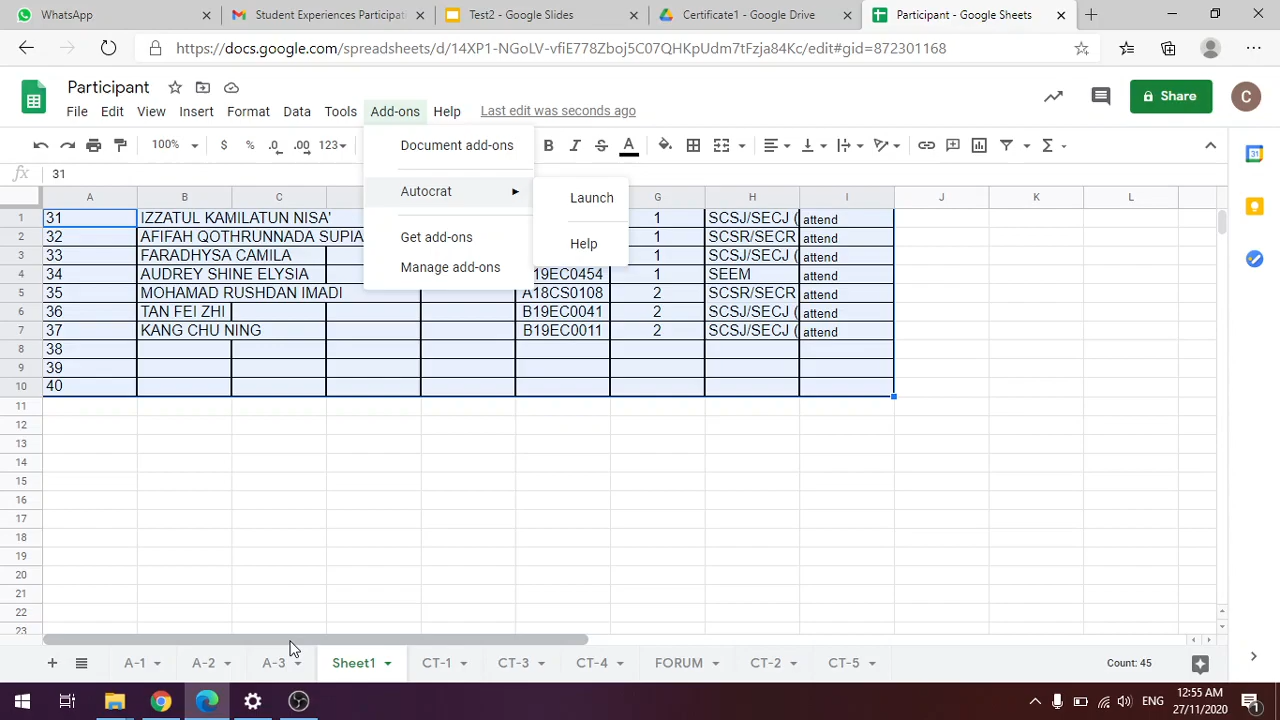 WhatsApp
Student Experiences Participati
Test2 - Google Slides
Certificate1 - Google Drive
Participant - Google Sheets
https://docs.google.com/spreadsheets/d/14XP1-NGoLV-vfiE778Zboj5C07QHKpUdm7tFzja84Kc/edit#gid=872301168
Participant
File Edit View Insert Format Data Tools Add-ons Help Last edit was seconds ago
Share
C
100% $ % .0 .00 123 B I S A
Document add-ons
Autocrat
Get add-ons
Manage add-ons
Launch
Help
fx 31
A B C G H I J K L
1 31 IZZATUL KAMILATUN NISA' 1 SCSJ/SECJ ( attend
2 32 AFIFAH QOTHRUNNADA SUPIA 1 SCSR/SECR attend
3 33 FARADHYSA CAMILA 1 SCSJ/SECJ ( attend
4 34 AUDREY SHINE ELYSIA 19EC0454 1 SEEM attend
5 35 MOHAMAD RUSHDAN IMADI A18CS0108 2 SCSR/SECR attend
6 36 TAN FEI ZHI B19EC0041 2 SCSJ/SECJ ( attend
7 37 KANG CHU NING B19EC0011 2 SCSJ/SECJ ( attend
8 38
9 39
10 40
11
12
13
14
15
16
17
18
19
20
21
22
23
A-1 A-2 A-3 Sheet1 CT-1 CT-3 CT-4 FORUM CT-2 CT-5 Count: 45
ENG
12:55 AM
27/11/2020
1